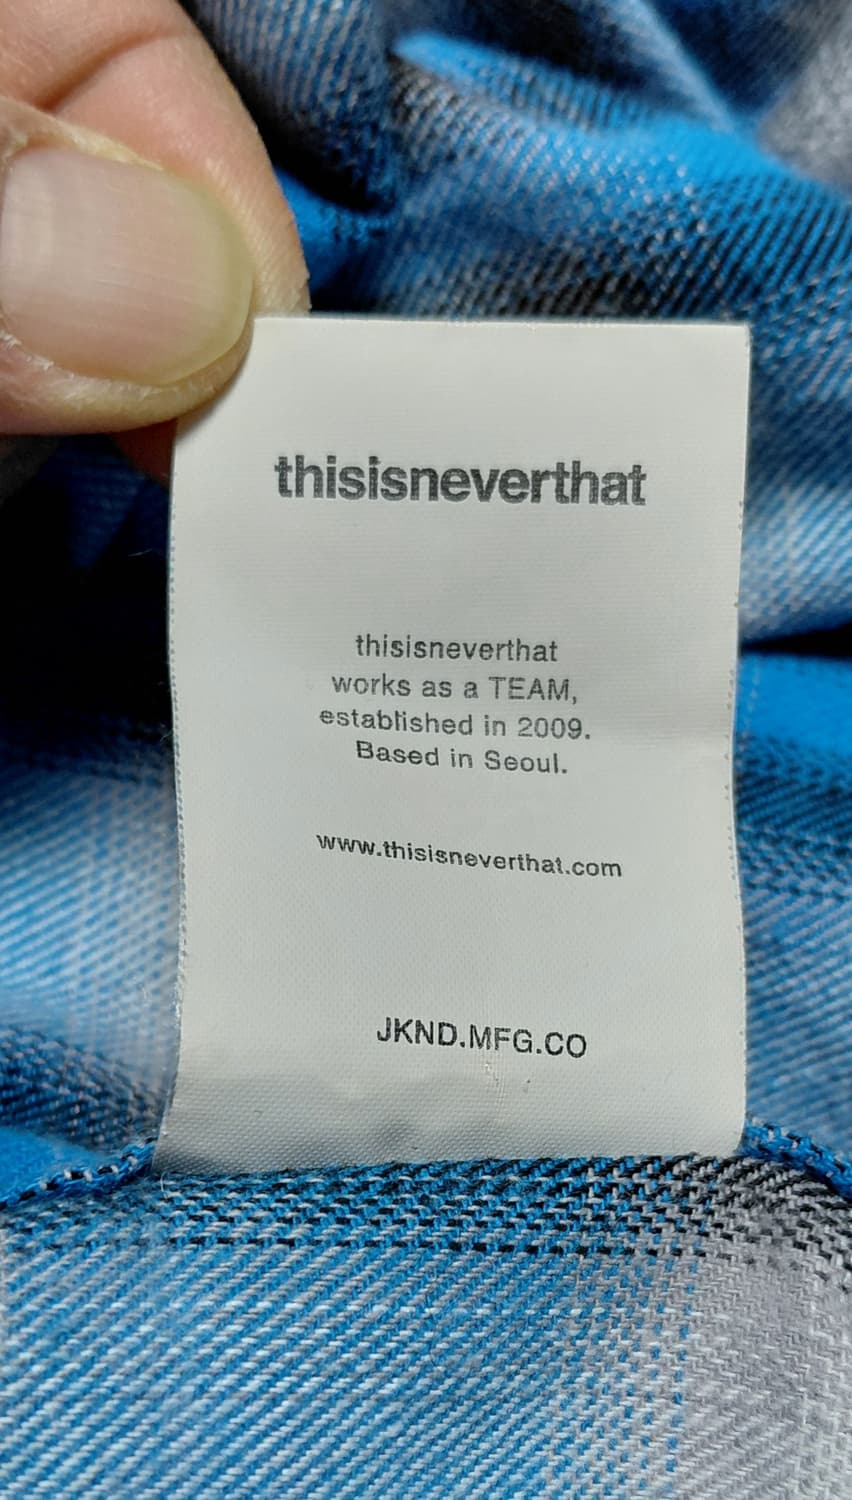 thisisneverthat
thisisneverthat
works as a TEAM,
established in 2009.
Based in Seoul.
www.thisisneverthat.com
JKND.MFG.CO